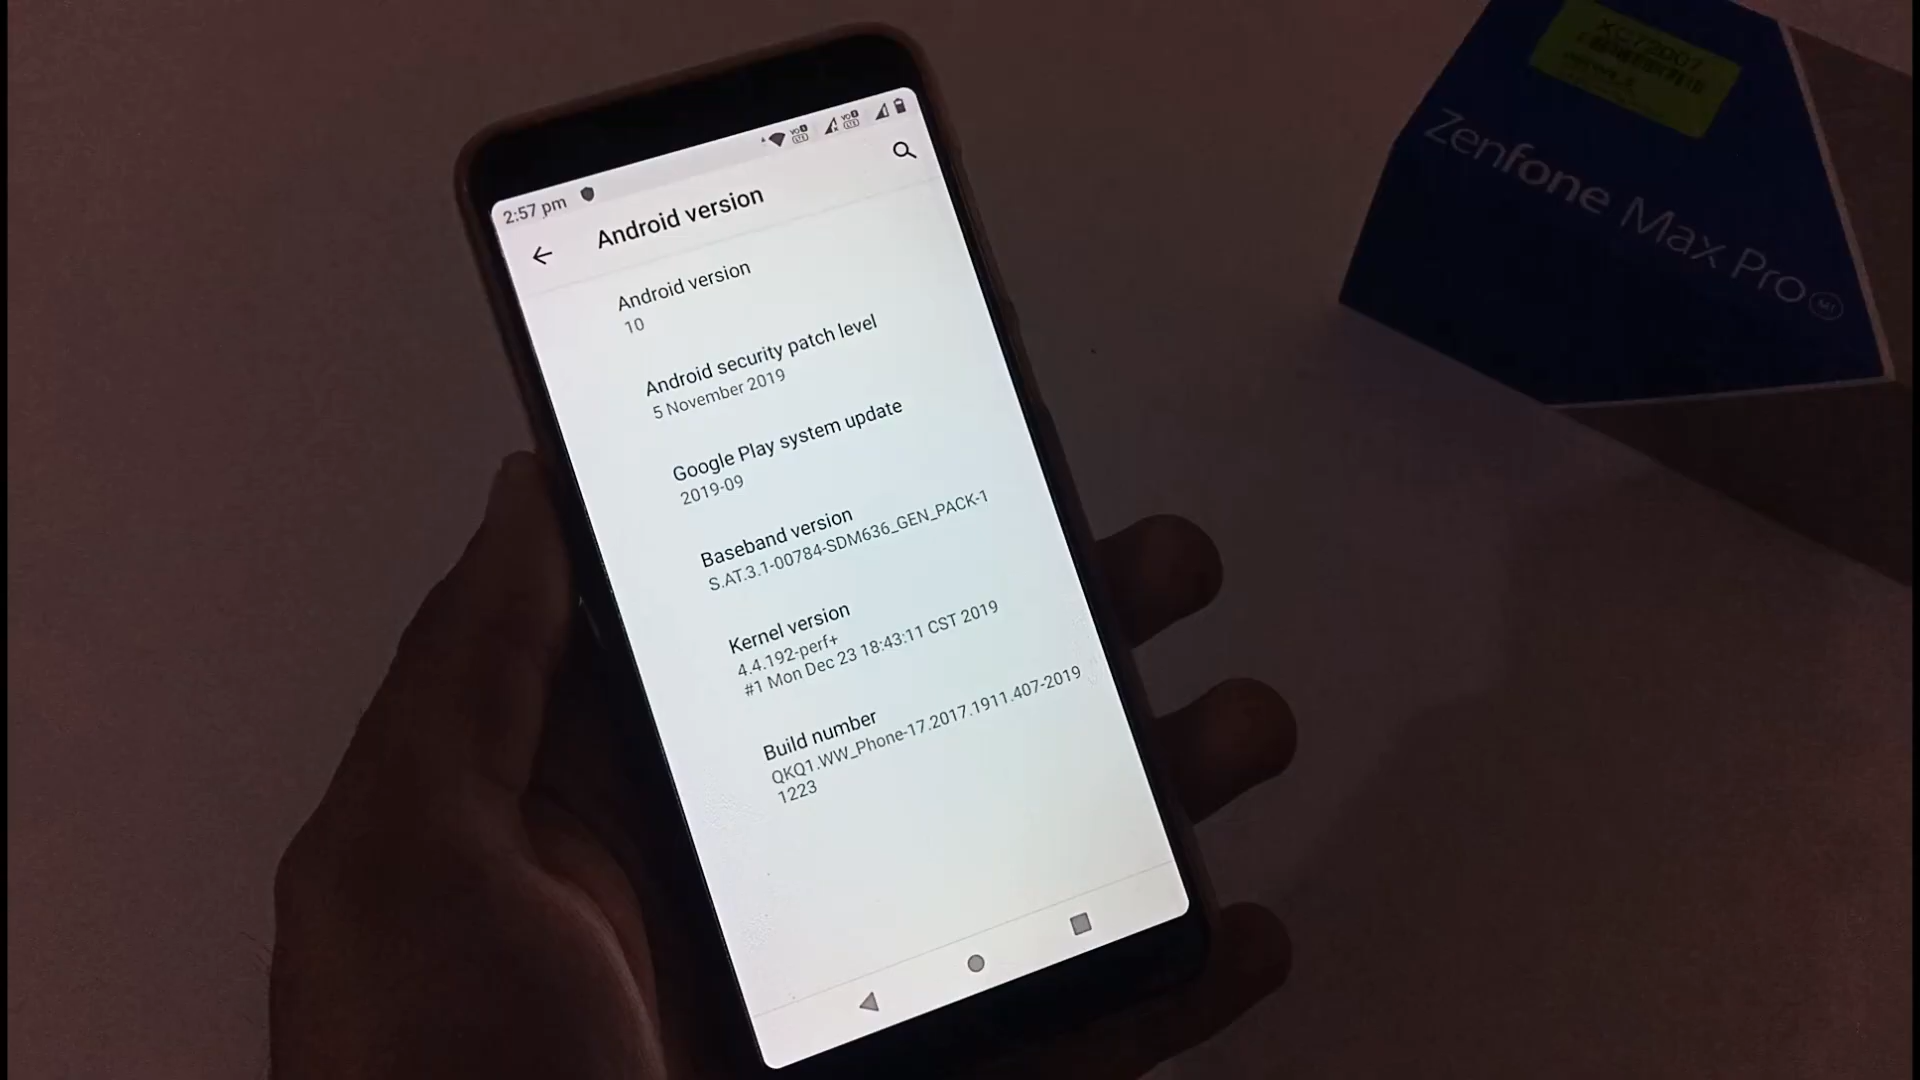 2:57 pm
Android version
Android version
10
Android security patch level
5 November 2019
Google Play system update
2019-09
Baseband version
S.AT.3.1-00784-SDM636_GEN_PACK-1
Kernel version
4.4.192-perf+
#1 Mon Dec 23 18:43:11 CST 2019
Build number
QKQ1.WW_Phone-17.2017.1911.407-2019
1223
Zenfone Max Pro